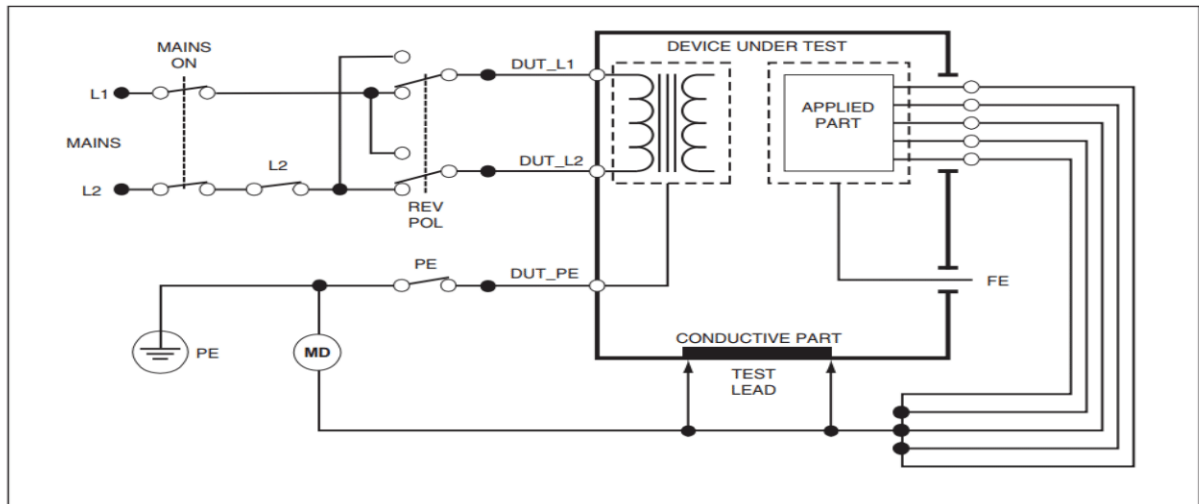 MAINS
ON
L1
MAINS
L2
L2
REV
POL
DUT_L1
DUT_L2
DEVICE UNDER TEST
APPLIED
PART
PE
DUT_PE
FE
PE
MD
CONDUCTIVE PART
TEST
LEAD